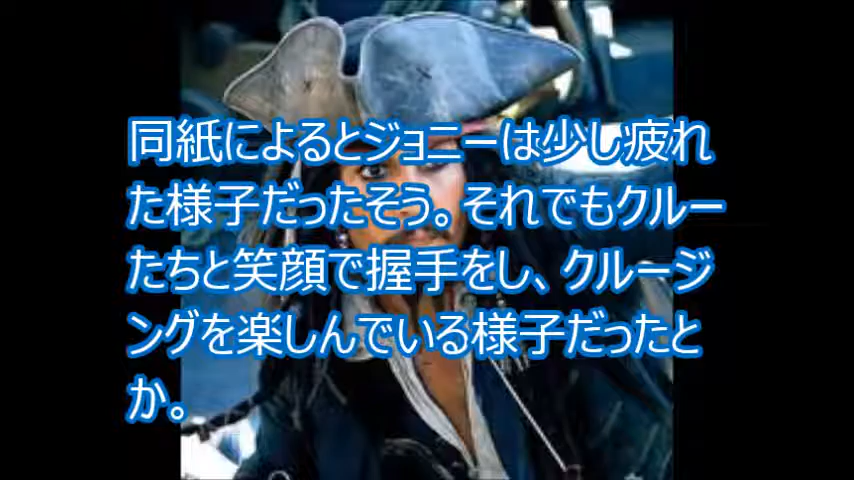 同紙によるとジョニーは少し疲れ
た様子だったそう。それでもクルー
たちと笑顔で握手をし、クルージ
ングを楽しんでいる様子だったと
か。